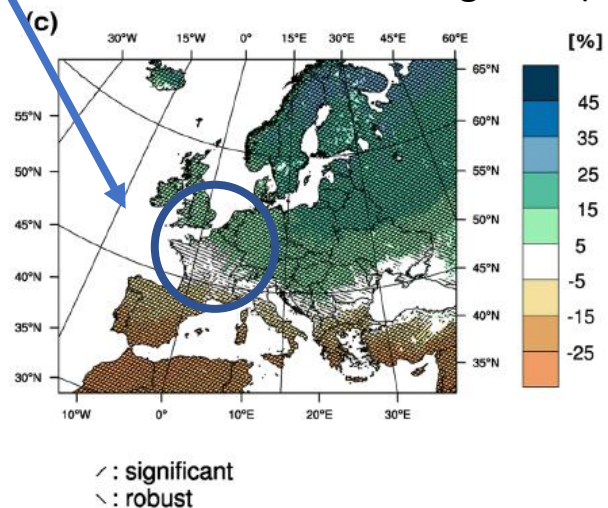 (c)
30°W 15°W 0° 15°E 30°E 45°E 60°E
[%]
65°N
60°N
55°N
50°N
45°N
40°N
35°N
55°N
50°N
45°N
40°N
35°N
30°N
45
35
25
15
5
-5
-15
-25
10°W 0° 10°E 20°E 30°E
⟋ : significant
⟍ : robust